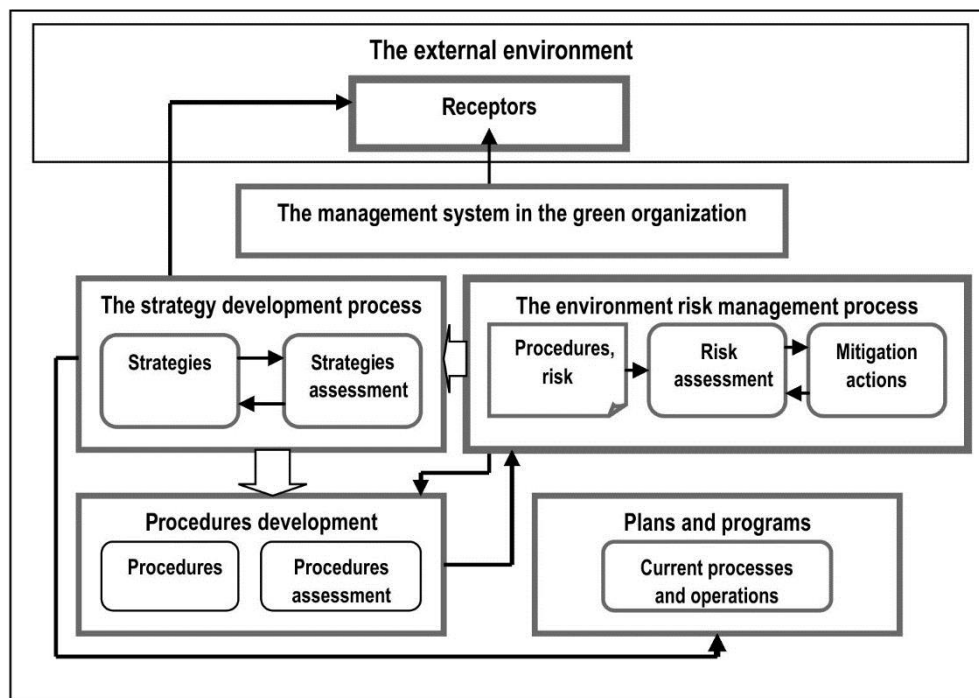 The external environment
Receptors
The management system in the green organization
The strategy development process
Strategies
Strategies
assessment
The environment risk management process
Procedures,
risk
Risk
assessment
Mitigation
actions
Procedures development
Procedures
Procedures
assessment
Plans and programs
Current processes
and operations